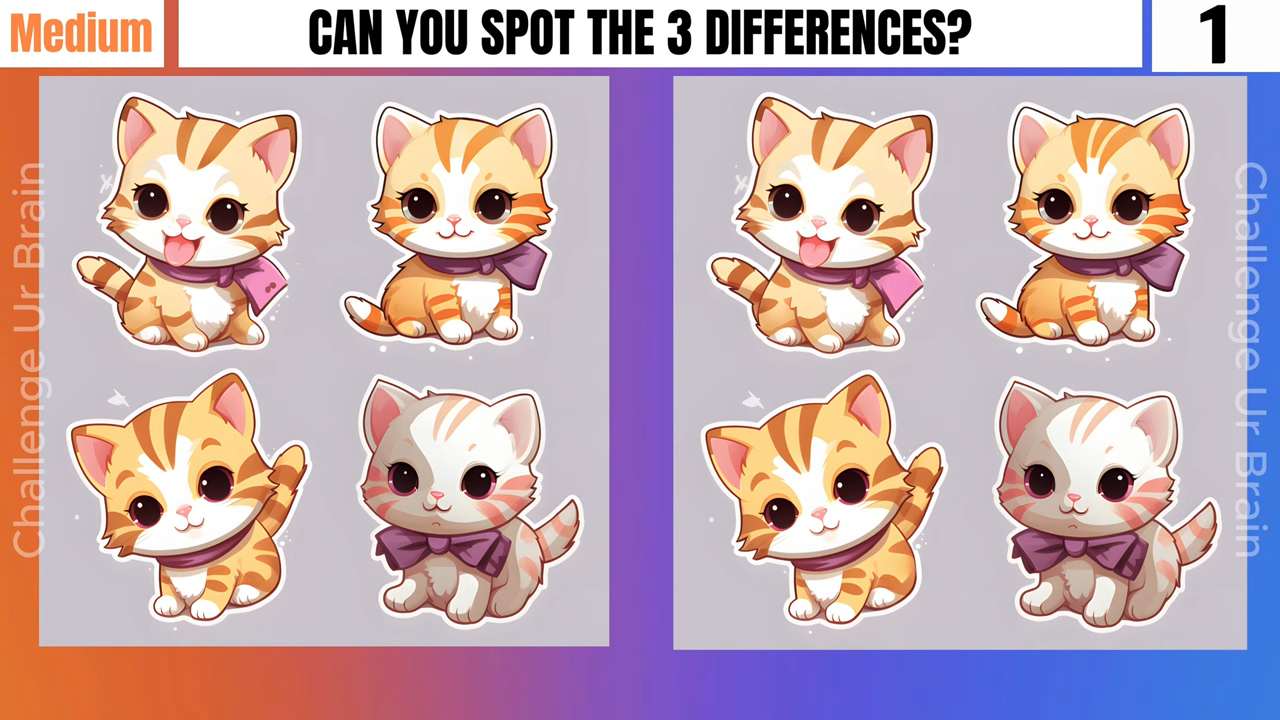 Medium
CAN YOU SPOT THE 3 DIFFERENCES?
1
Challenge Ur Brain
Challenge Ur Brain